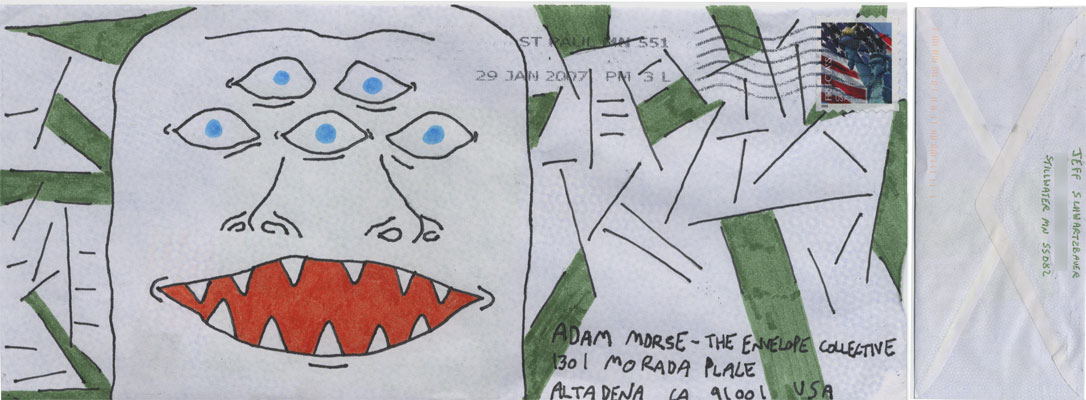 ST PAUL MN 551
29 JAN 2007 PM 3 L
USA
ADAM MORSE - THE ENVELOPE COLLECTIVE
1301 MORADA PLACE
ALTADENA CA 91001 USA
JEFF SCHWARTZBAUER
STILLWATER MN 55082